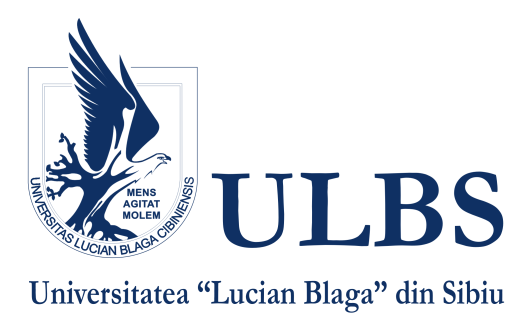 MENS
AGITAT
MOLEM
UNIVERSITAS LUCIAN BLAGA CIBINIENSIS
ULBS
Universitatea “Lucian Blaga” din Sibiu